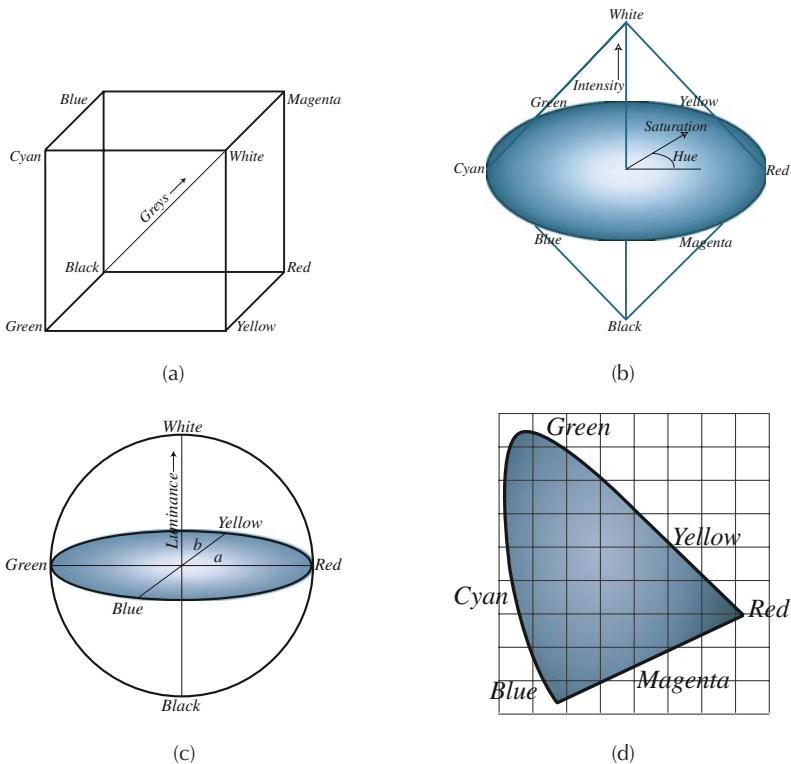 Blue
Magenta
Cyan
White
Greys
Black
Red
Green
Yellow
(a)
White
Intensity
Green
Yellow
Saturation
Hue
Cyan
Red
Blue
Magenta
Black
(b)
White
Luminance
Yellow
b
a
Green
Red
Blue
Black
(c)
Green
Yellow
Cyan
Red
Magenta
Blue
(d)